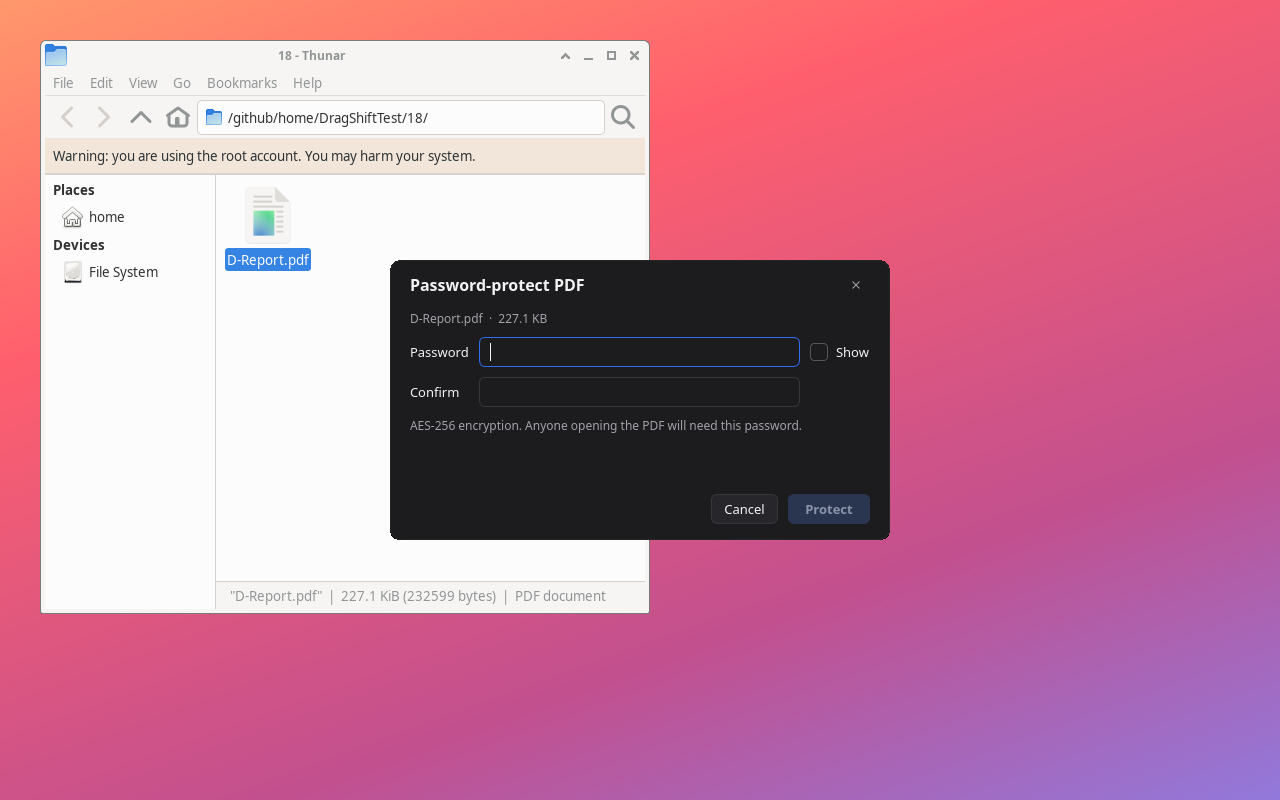 18 - Thunar
File Edit View Go Bookmarks Help
/github/home/DragShiftTest/18/
Warning: you are using the root account. You may harm your system.
Places
home
Devices
File System
D-Report.pdf
"D-Report.pdf" | 227.1 KiB (232599 bytes) | PDF document
Password-protect PDF
D-Report.pdf · 227.1 KB
Password
Show
Confirm
AES-256 encryption. Anyone opening the PDF will need this password.
Cancel Protect